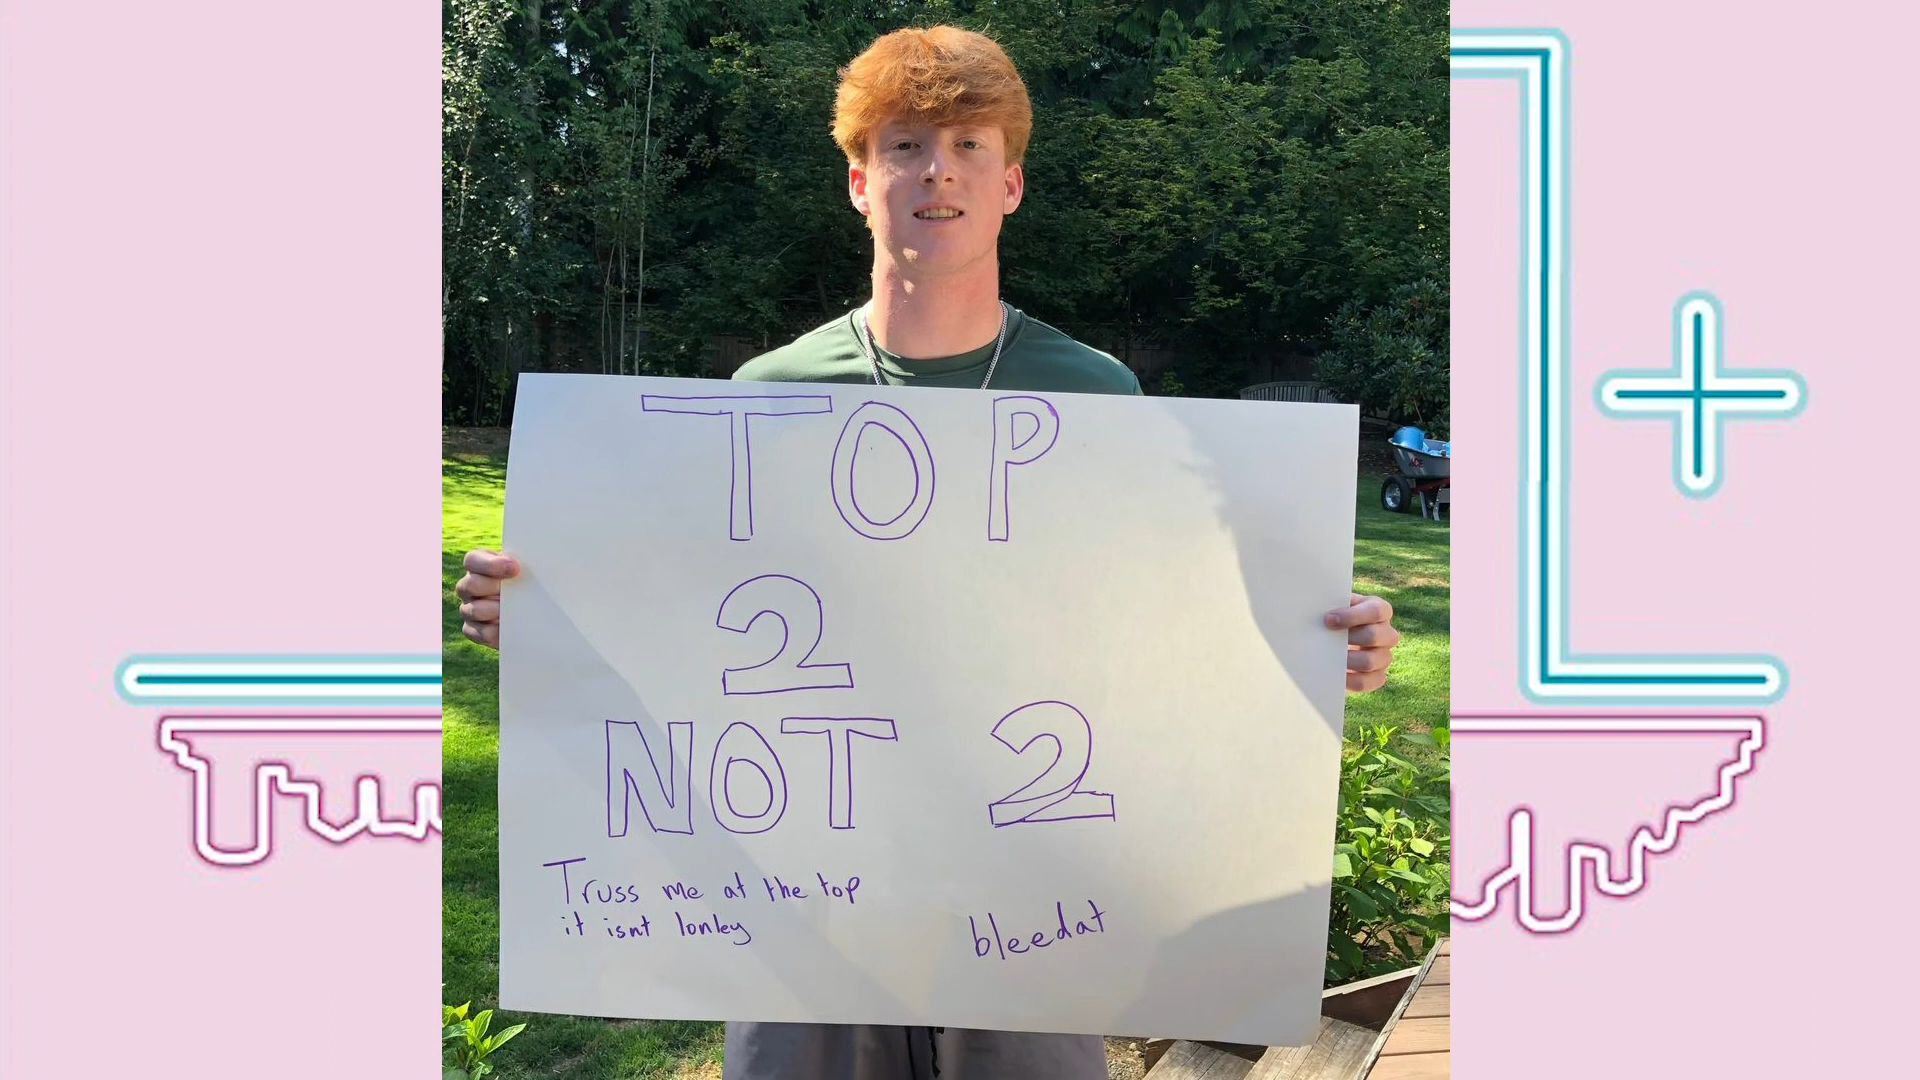 TOP
2
NOT 2
Truss me at the top
it isnt lonley
bleedat